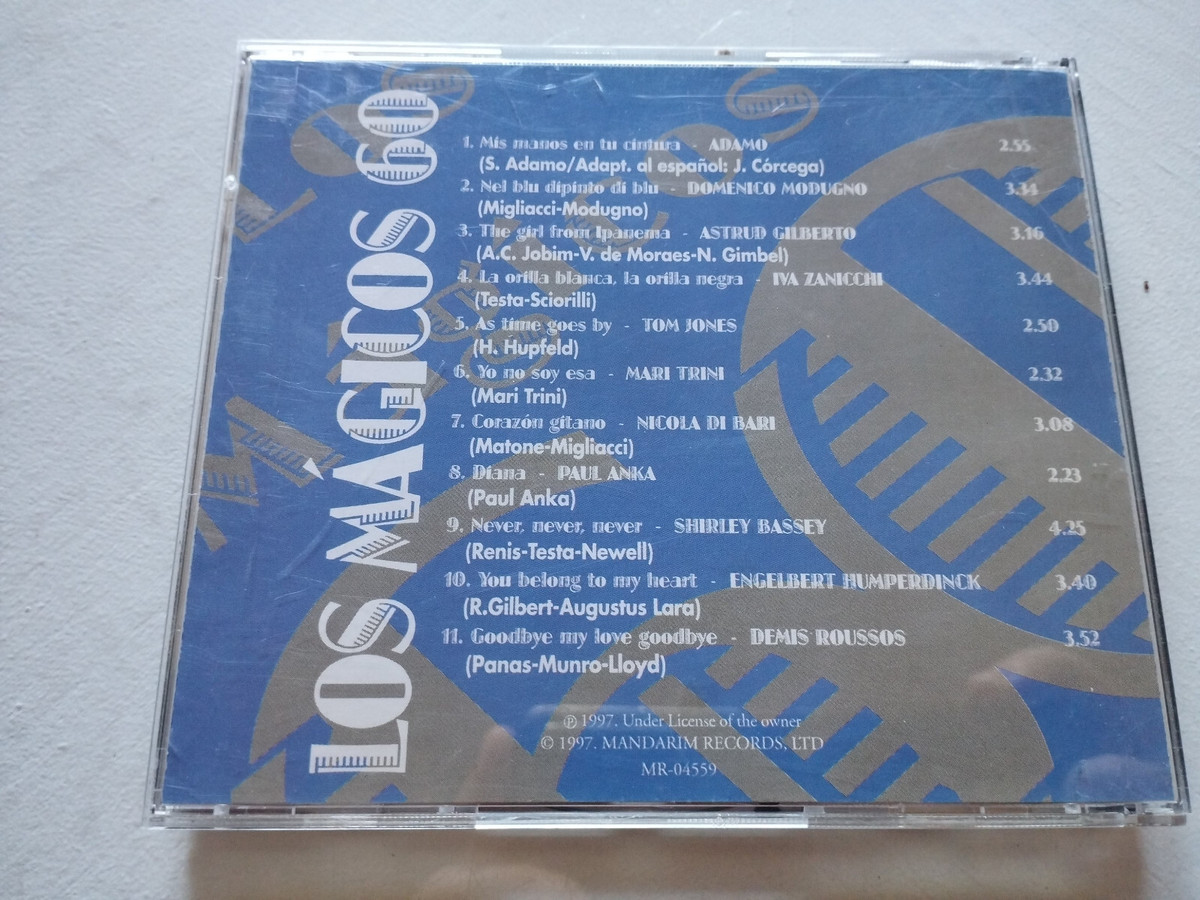 LOS MÁGICOS 60
1. Mis manos en tu cintura - ADAMO 2.55
(S. Adamo/Adapt. al español: J. Córcega)
2. Nel blu dipinto di blu - DOMENICO MODUGNO 3.34
(Migliacci-Modugno)
3. The girl from Ipanema - ASTRUD GILBERTO 3.16
(A.C. Jobim-V. de Moraes-N. Gimbel)
4. La orilla blanca, la orilla negra - IVA ZANICCHI 3.44
(Testa-Sciorilli)
5. As time goes by - TOM JONES 2.50
(H. Hupfeld)
6. Yo no soy esa - MARI TRINI 2.32
(Mari Trini)
7. Corazón gitano - NICOLA DI BARI 3.08
(Matone-Migliacci)
8. Diana - PAUL ANKA 2.23
(Paul Anka)
9. Never, never, never - SHIRLEY BASSEY 4.25
(Renis-Testa-Newell)
10. You belong to my heart - ENGELBERT HUMPERDINCK 3.40
(R.Gilbert-Augustus Lara)
11. Goodbye my love goodbye - DEMIS ROUSSOS 3.52
(Panas-Munro-Lloyd)
℗ 1997. Under License of the owner
© 1997. MANDARIM RECORDS, LTD
MR-04559